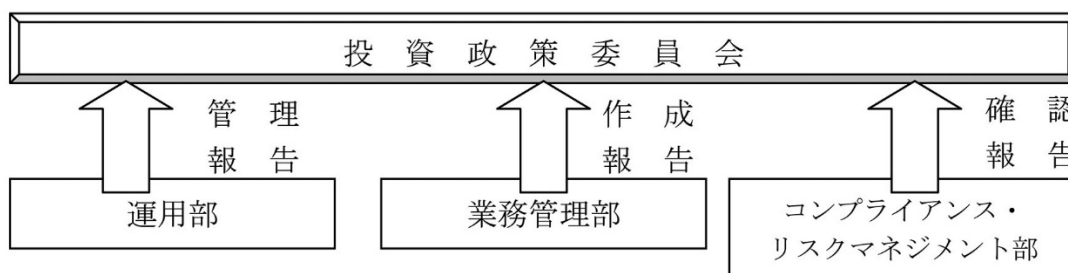 投資政策委員会
管理
報告
作成
報告
確認
報告
運用部
業務管理部
コンプライアンス・
リスクマネジメント部